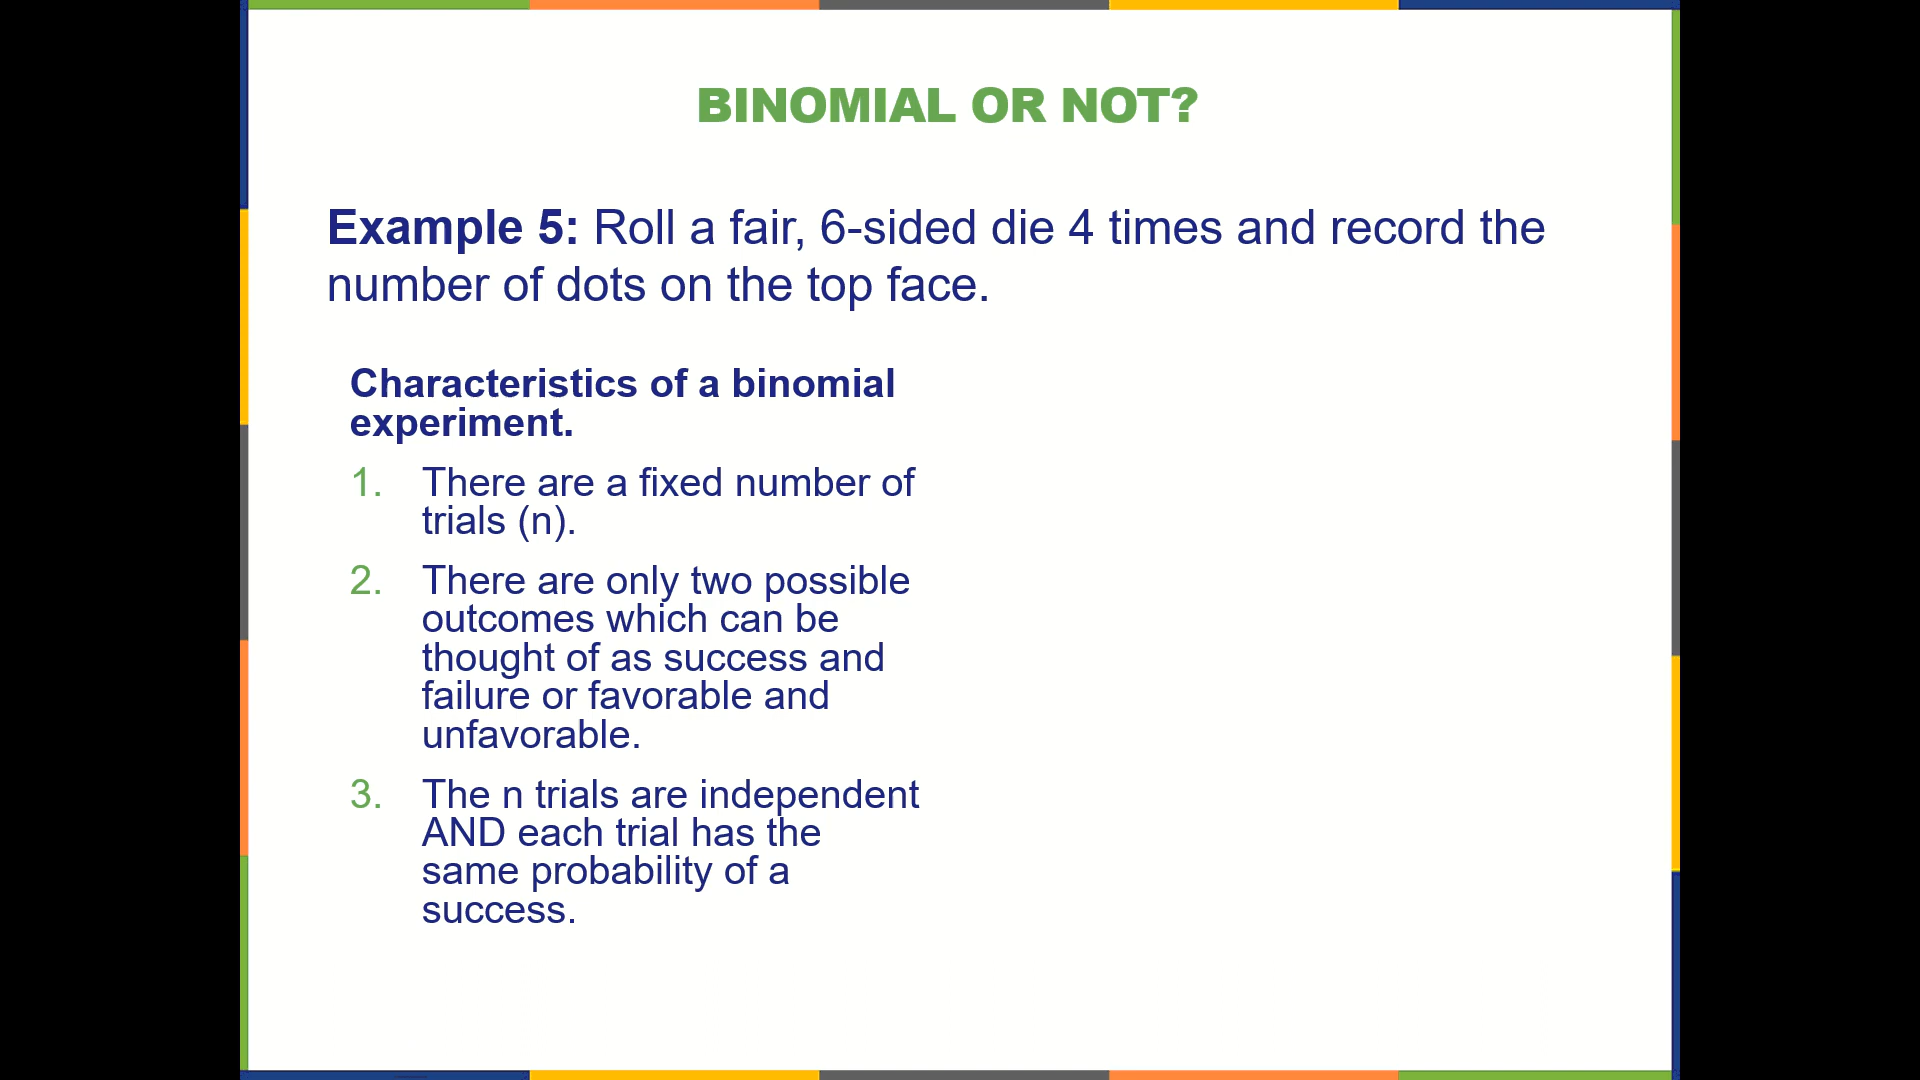 BINOMIAL OR NOT?
Example 5: Roll a fair, 6-sided die 4 times and record the
number of dots on the top face.
Characteristics of a binomial
experiment.
1. There are a fixed number of
trials (n).
2. There are only two possible
outcomes which can be
thought of as success and
failure or favorable and
unfavorable.
3. The n trials are independent
AND each trial has the
same probability of a
success.